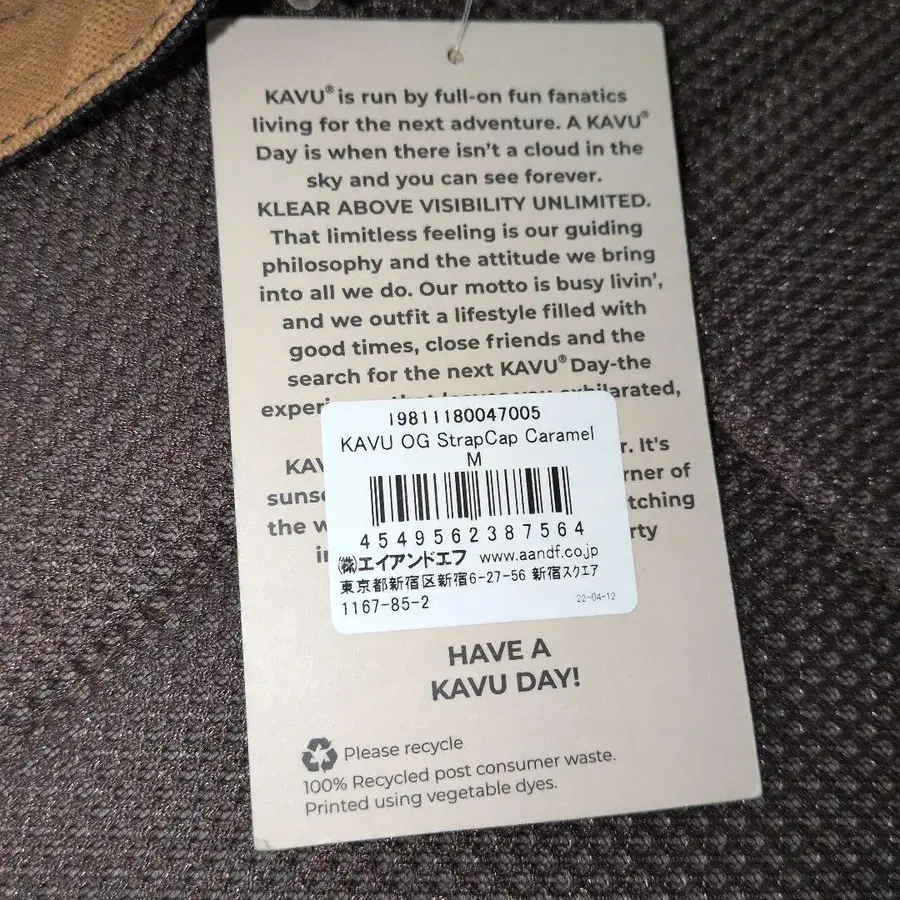 KAVU® is run by full-on fun fanatics
living for the next adventure. A KAVU®
Day is when there isn't a cloud in the
sky and you can see forever.
KLEAR ABOVE VISIBILITY UNLIMITED.
That limitless feeling is our guiding
philosophy and the attitude we bring
into all we do. Our motto is busy livin',
and we outfit a lifestyle filled with
good times, close friends and the
search for the next KAVU® Day-the
exhilarated,
It's
the
19811180047005
KAVU OG StrapCap Caramel
M
4549562387564
㈱エイアンドエフ www.aandf.co.jp
東京都新宿区新宿6-27-56 新宿スクエア
1167-85-2 22-04-12
HAVE A
KAVU DAY!
Please recycle
100% Recycled post consumer waste.
Printed using vegetable dyes.